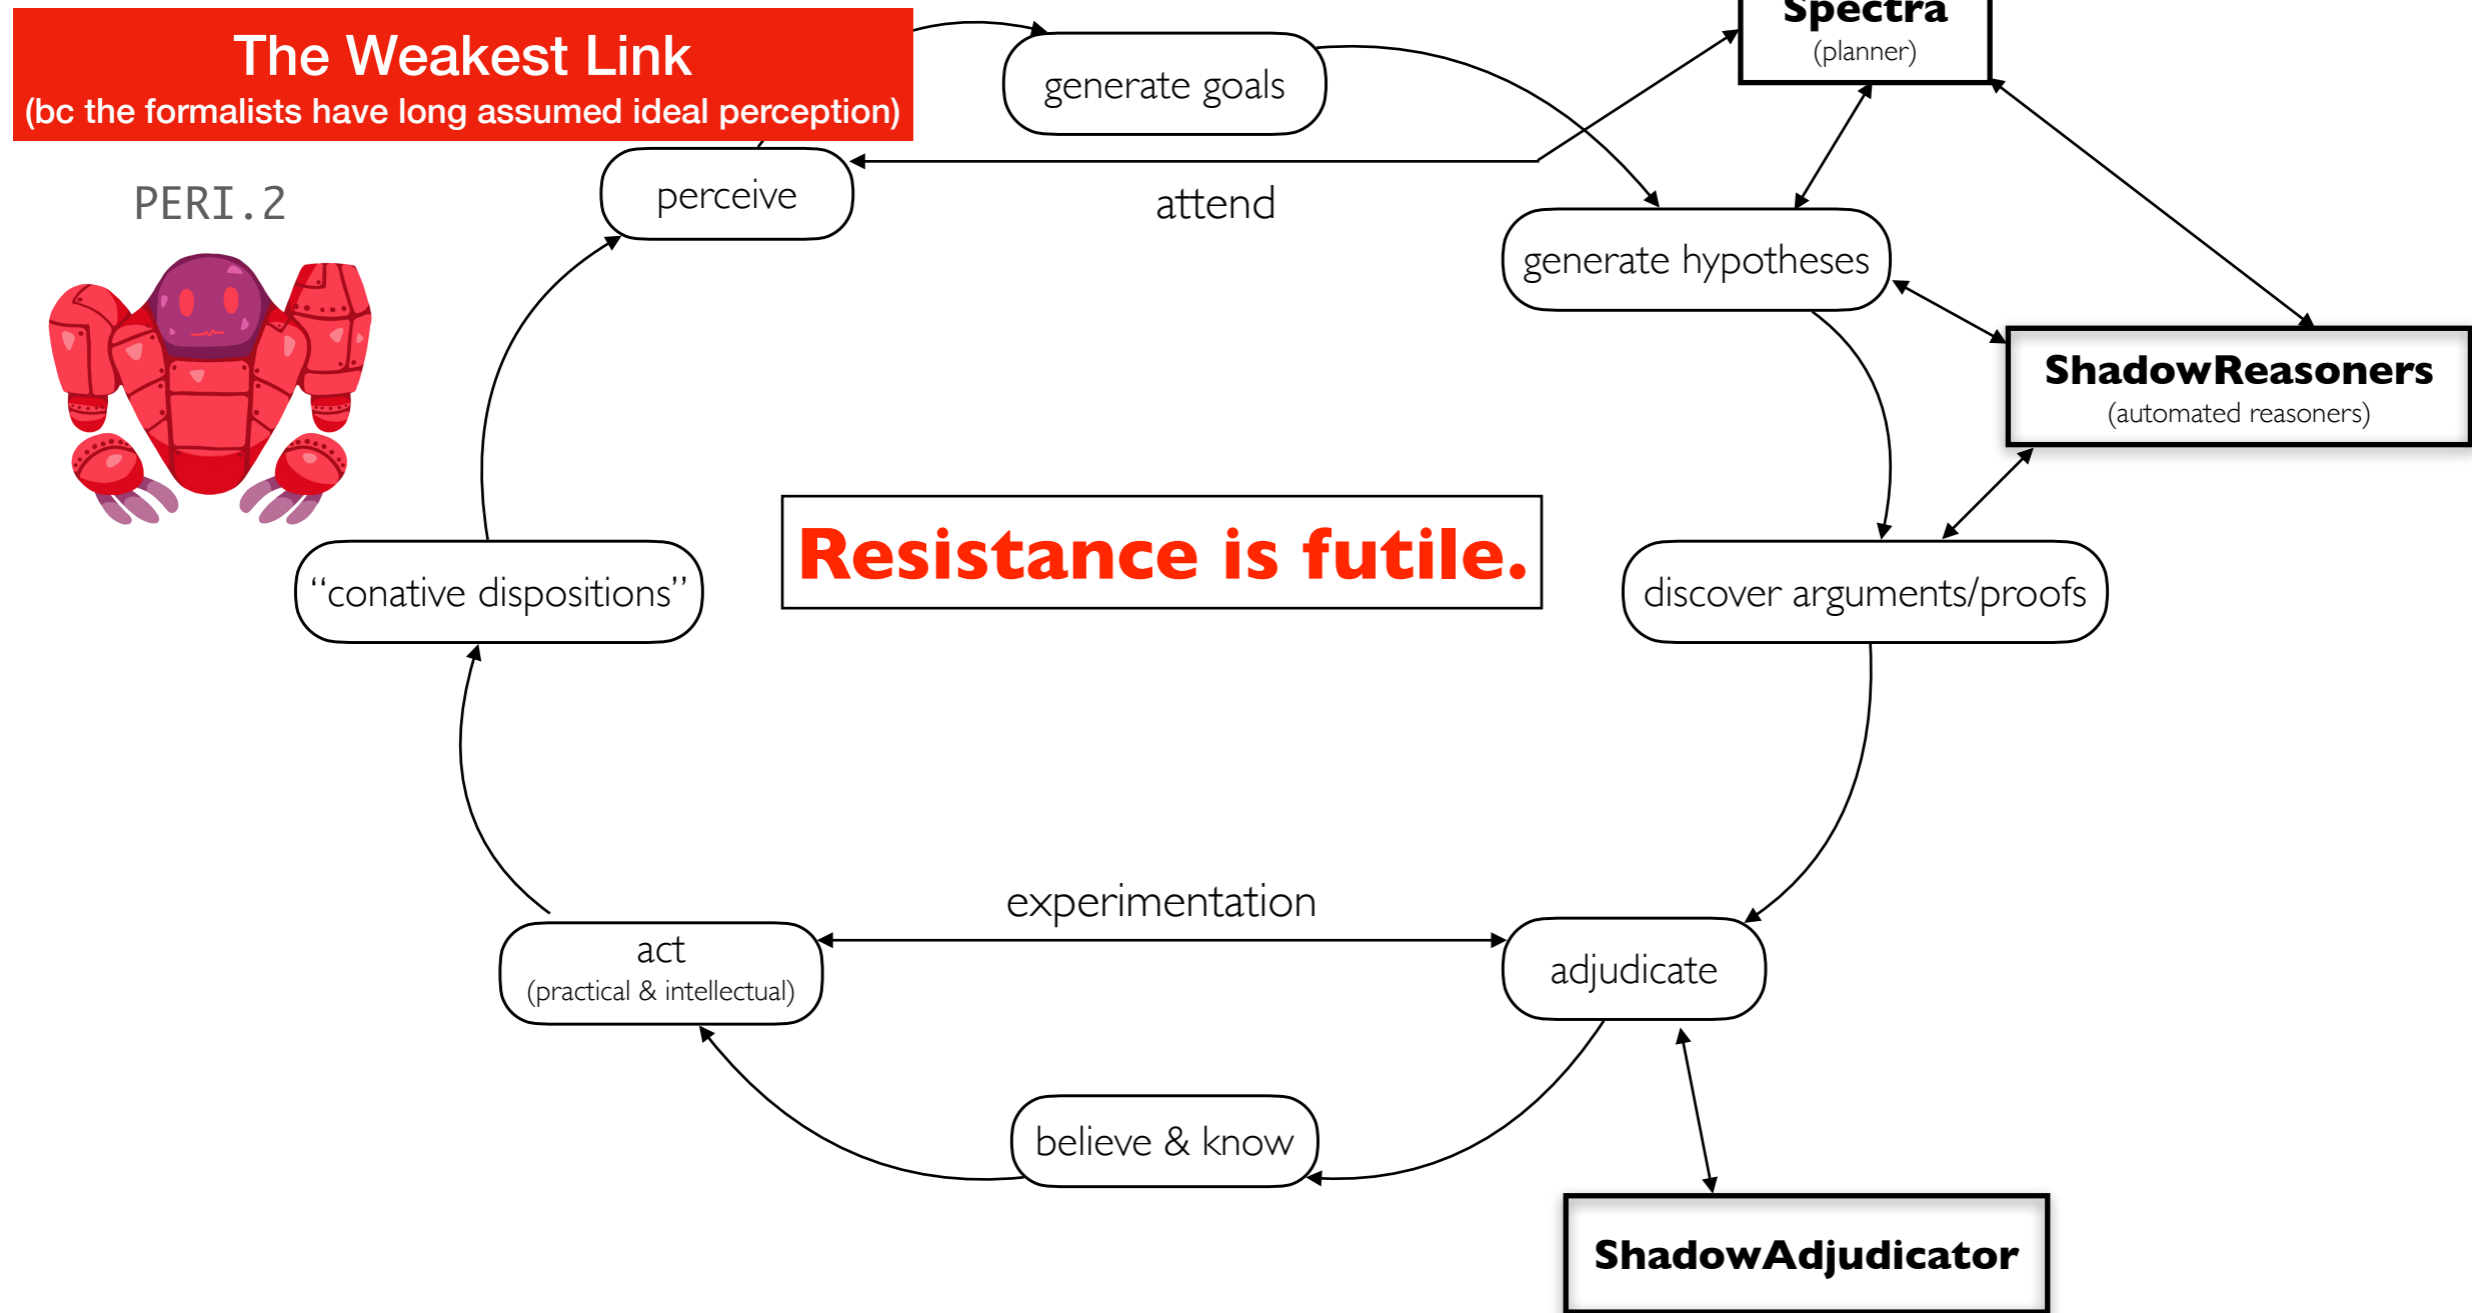 Spectra
(planner)
The Weakest Link
(bc the formalists have long assumed ideal perception)
generate goals
perceive
attend
PERI.2
generate hypotheses
ShadowReasoners
(automated reasoners)
Resistance is futile.
“conative dispositions”
discover arguments/proofs
experimentation
act
(practical & intellectual)
adjudicate
believe & know
ShadowAdjudicator